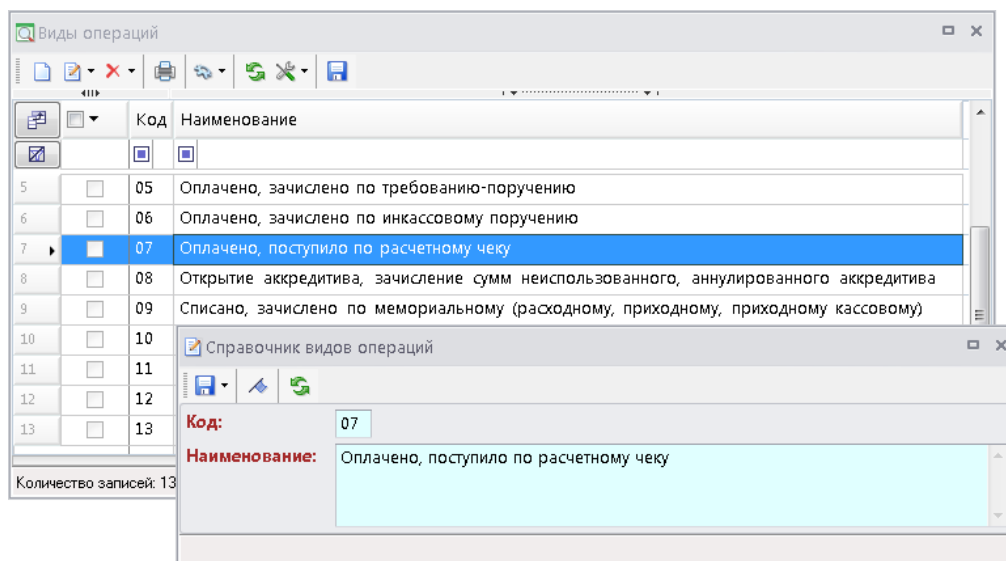 Виды операций
Код Наименование
5 05 Оплачено, зачислено по требованию-поручению
6 06 Оплачено, зачислено по инкассовому поручению
7 07 Оплачено, поступило по расчетному чеку
8 08 Открытие аккредитива, зачисление сумм неиспользованного, аннулированного аккредитива
9 09 Списано, зачислено по мемориальному (расходному, приходному, приходному кассовому)
10 10
11 11
12 12
13 13
Количество записей: 13
Справочник видов операций
Код: 07
Наименование: Оплачено, поступило по расчетному чеку